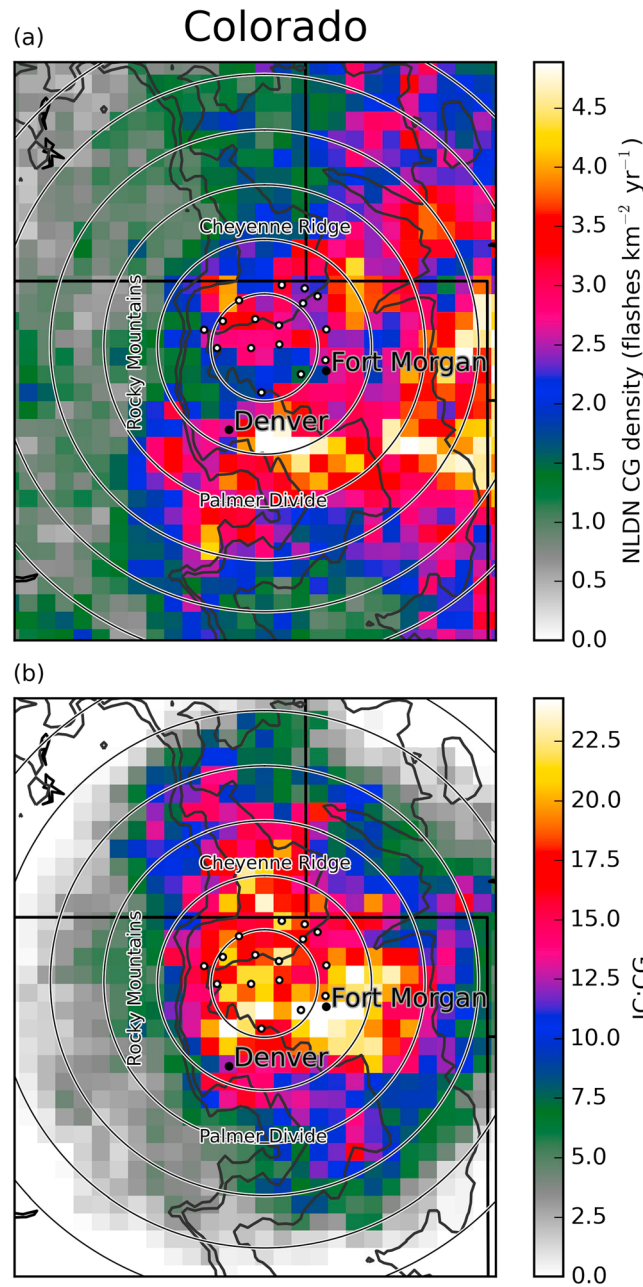 Colorado
(a)
Cheyenne Ridge
Rocky Mountains
Fort Morgan
Denver
Palmer Divide
4.5
4.0
3.5
3.0
2.5
2.0
1.5
1.0
0.5
0.0
NLDN CG density (flashes km⁻² yr⁻¹)
(b)
Cheyenne Ridge
Rocky Mountains
Fort Morgan
Denver
Palmer Divide
22.5
20.0
17.5
15.0
12.5
10.0
7.5
5.0
2.5
0.0
IC:CG